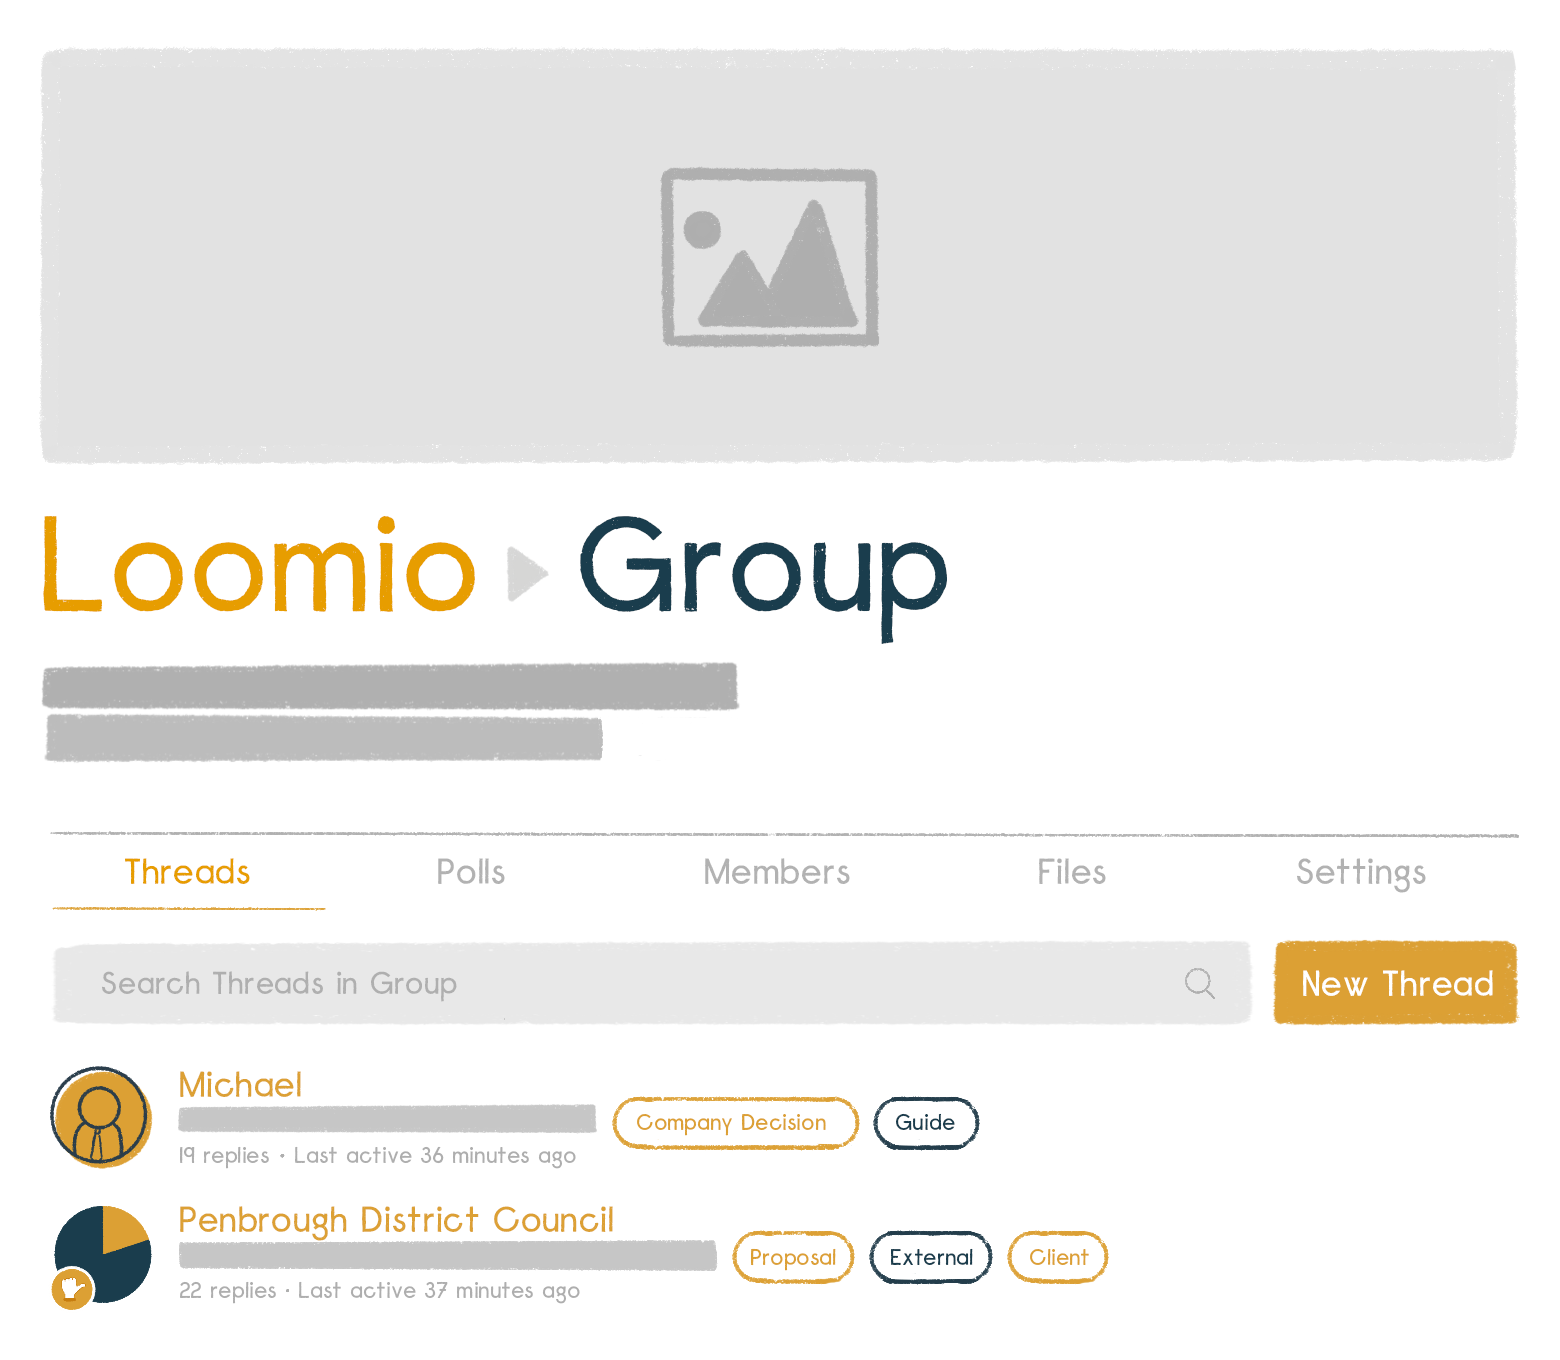 Loomio Group
Threads Polls Members Files Settings
Search Threads in Group
New Thread
Michael
Company Decision Guide
19 replies · Last active 36 minutes ago
Penbrough District Council
Proposal External Client
22 replies · Last active 37 minutes ago